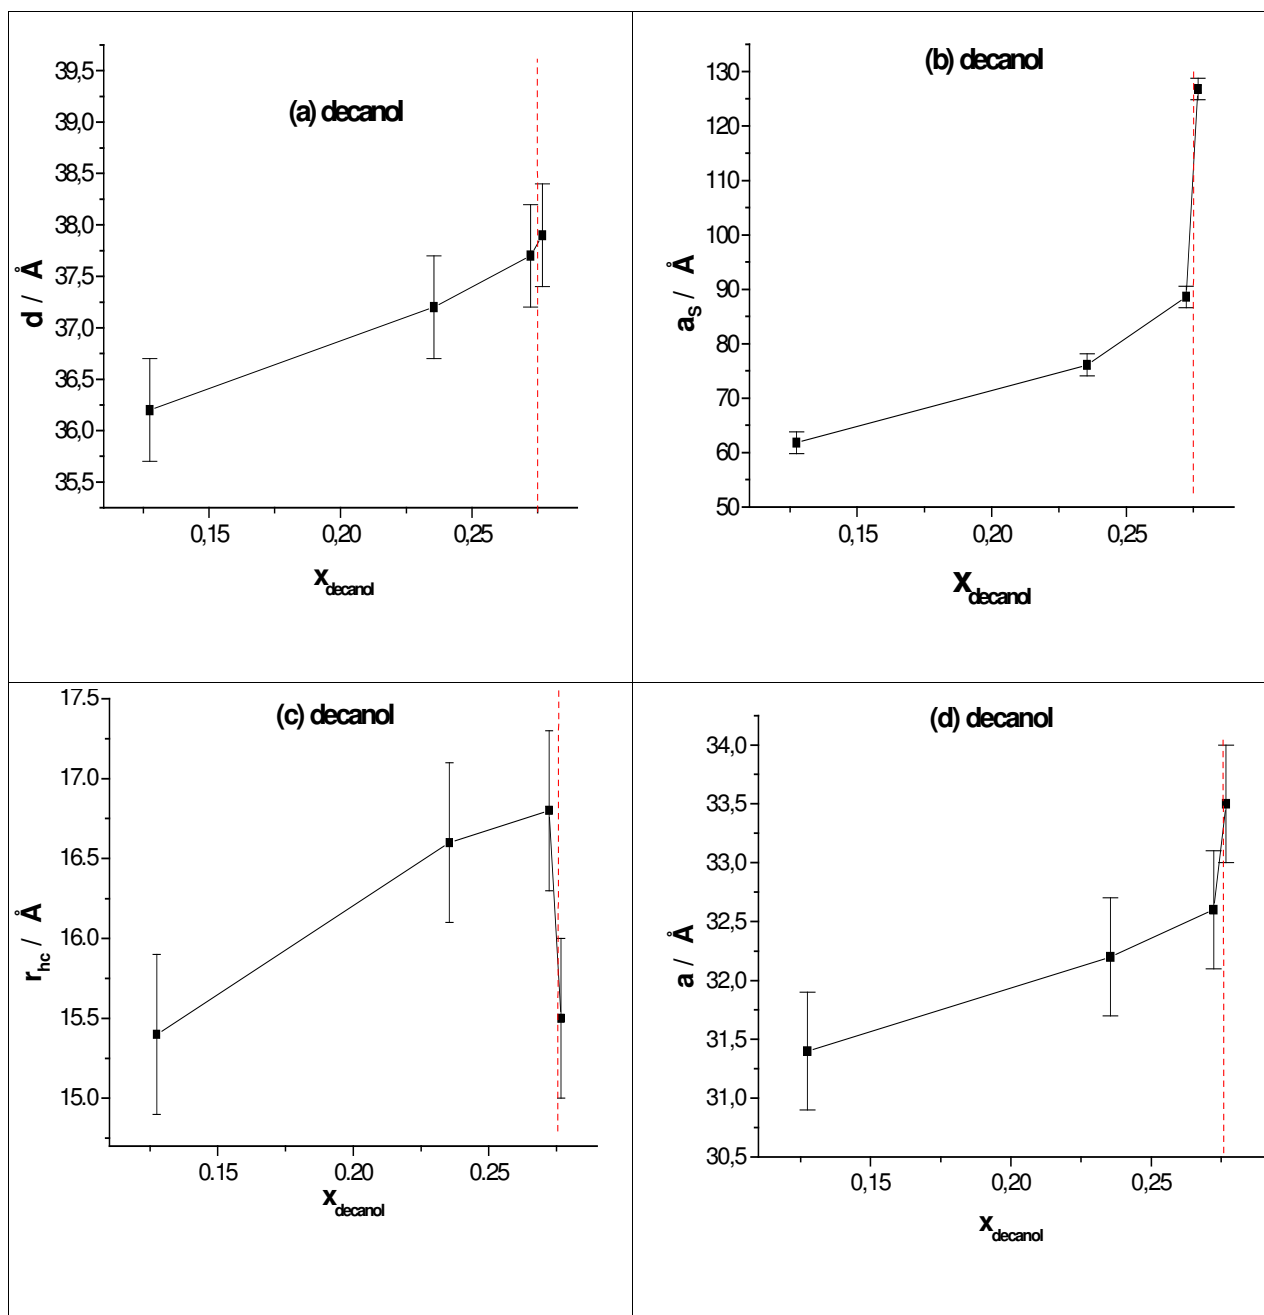 (a) decanol
39,5
39,0
38,5
38,0
37,5
37,0
36,5
36,0
35,5
d / Å
0,15 0,20 0,25
x_decanol
(b) decanol
130
120
110
100
90
80
70
60
50
a_S / Å
0,15 0,20 0,25
x_decanol
(c) decanol
17.5
17.0
16.5
16.0
15.5
15.0
r_hc / Å
0.15 0.20 0.25
x_decanol
(d) decanol
34,0
33,5
33,0
32,5
32,0
31,5
31,0
30,5
a / Å
0,15 0,20 0,25
x_decanol